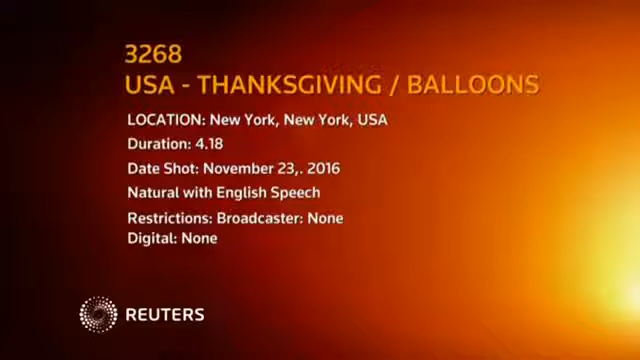 3268
USA - THANKSGIVING / BALLOONS
LOCATION: New York, New York, USA
Duration: 4.18
Date Shot: November 23,. 2016
Natural with English Speech
Restrictions: Broadcaster: None
Digital: None
REUTERS